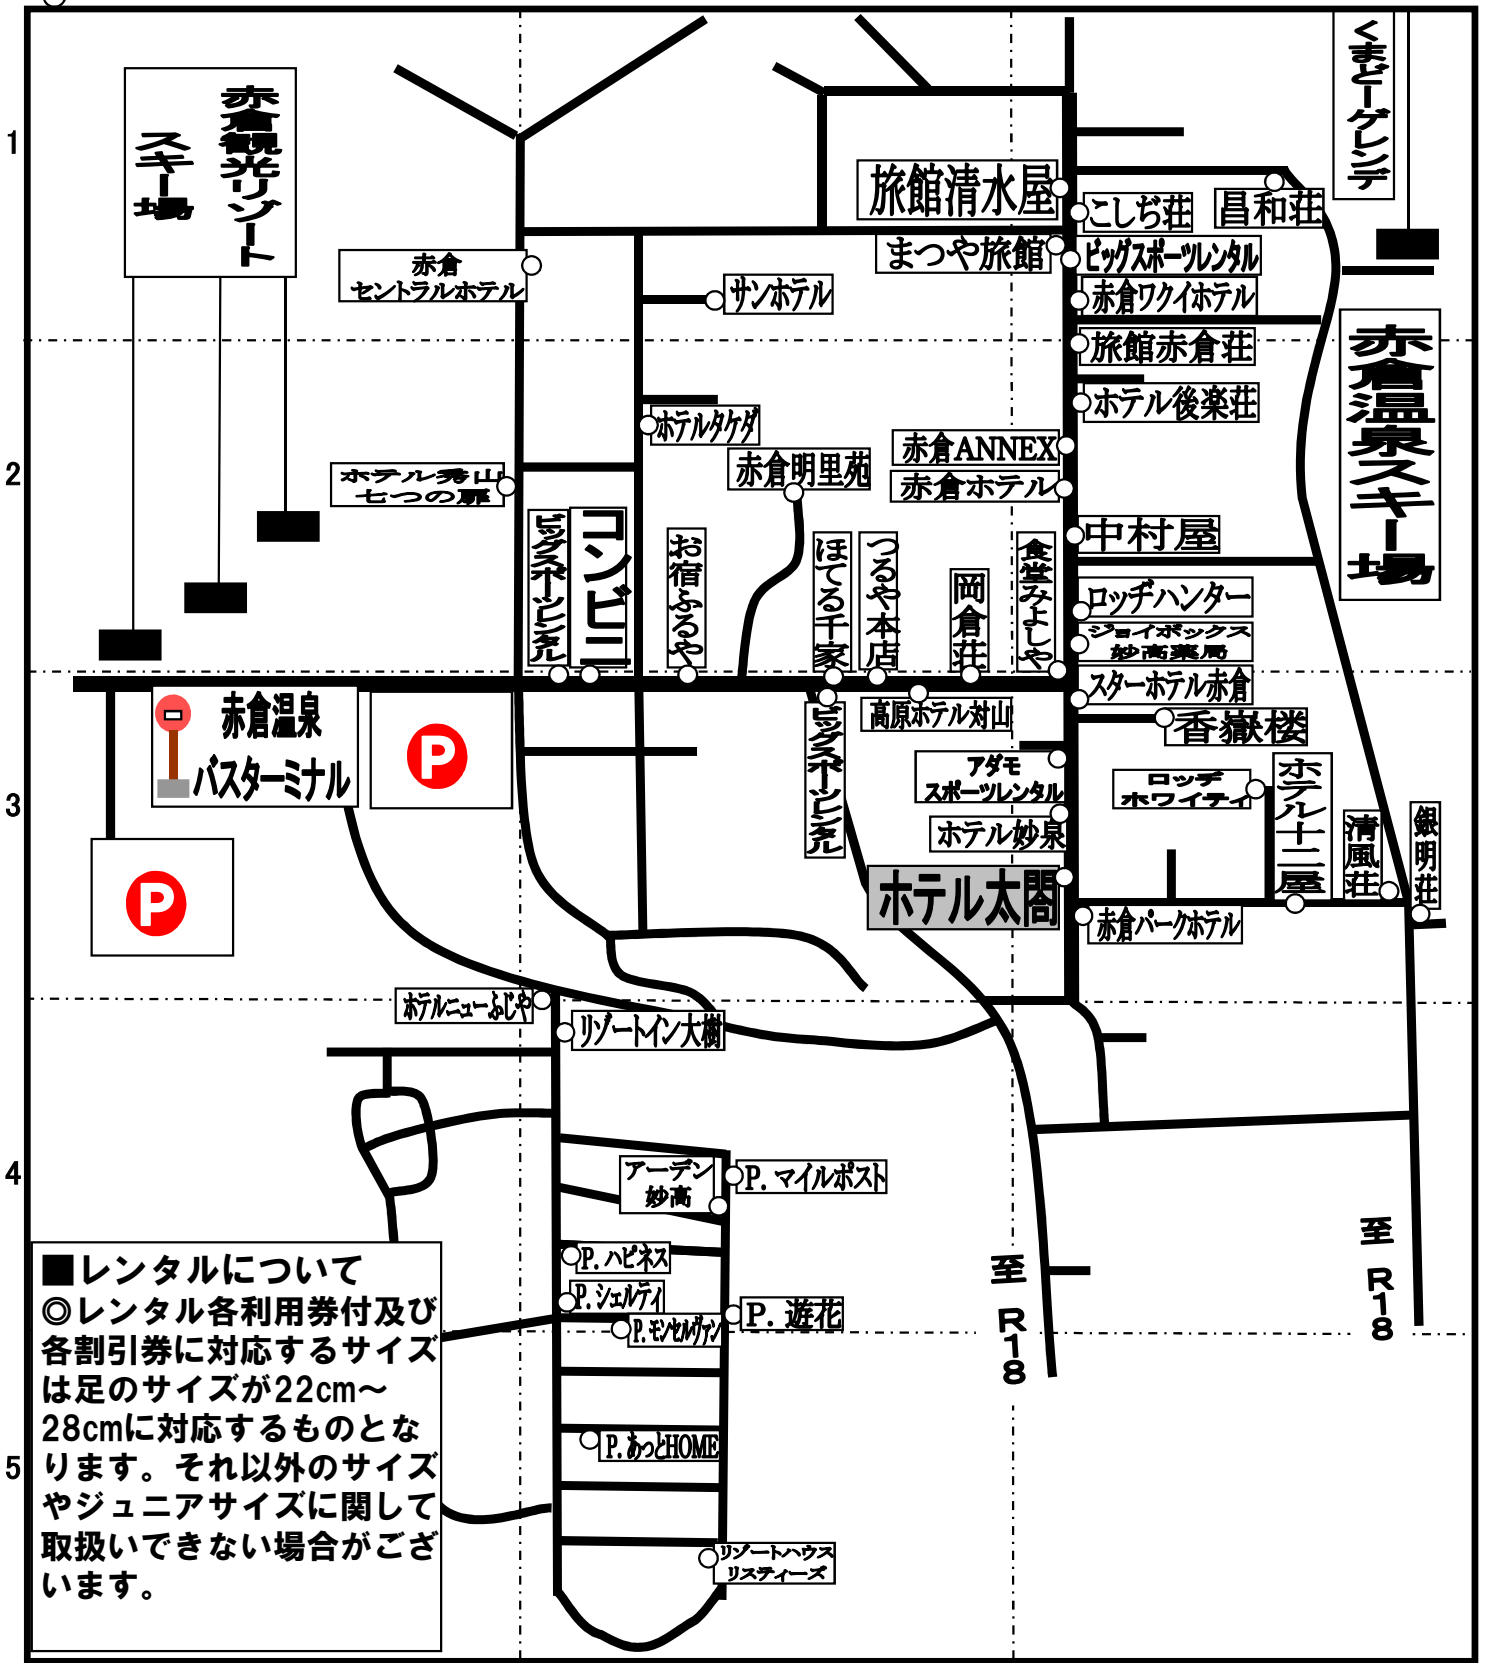 1
2
3
4
5
赤倉観光リゾート
スキー場
くまどーゲレンデ
赤倉温泉スキー場
旅館清水屋
こしぢ荘
昌和荘
まつや旅館
ビッグスポーツレンタル
赤倉
セントラルホテル
サンホテル
赤倉ワクイホテル
旅館赤倉荘
ホテル後楽荘
ホテルタケダ
赤倉ANNEX
赤倉明里苑
赤倉ホテル
ホテル秀山
七つの扉
ビッグスポーツレンタル
コンビニ
お宿ふるや
ほてる千家
つるや本店
岡倉荘
食堂みよしや
中村屋
ロッヂハンター
ジョイボックス
妙高薬局
スターホテル赤倉
赤倉温泉
バスターミナル
P
P
ビッグスポーツレンタル
高原ホテル対山
香嶽楼
アダモ
スポーツレンタル
ロッヂ
ホワイティ
ホテル十二屋
清風荘
銀明荘
ホテル妙泉
ホテル太閤
赤倉パークホテル
ホテルニューふじや
リゾートイン大樹
アーデン
妙高
P. マイルポスト
P. ハピネス
P. シェルティ
P. モンセルヴァン
P. 遊花
P. あっとHOME
リゾートハウス
リスティーズ
至 R18
至 R18
■レンタルについて
◎レンタル各利用券付及び
各割引券に対応するサイズ
は足のサイズが22cm～
28cmに対応するものとな
ります。それ以外のサイズ
やジュニアサイズに関して
取扱いできない場合がござ
います。